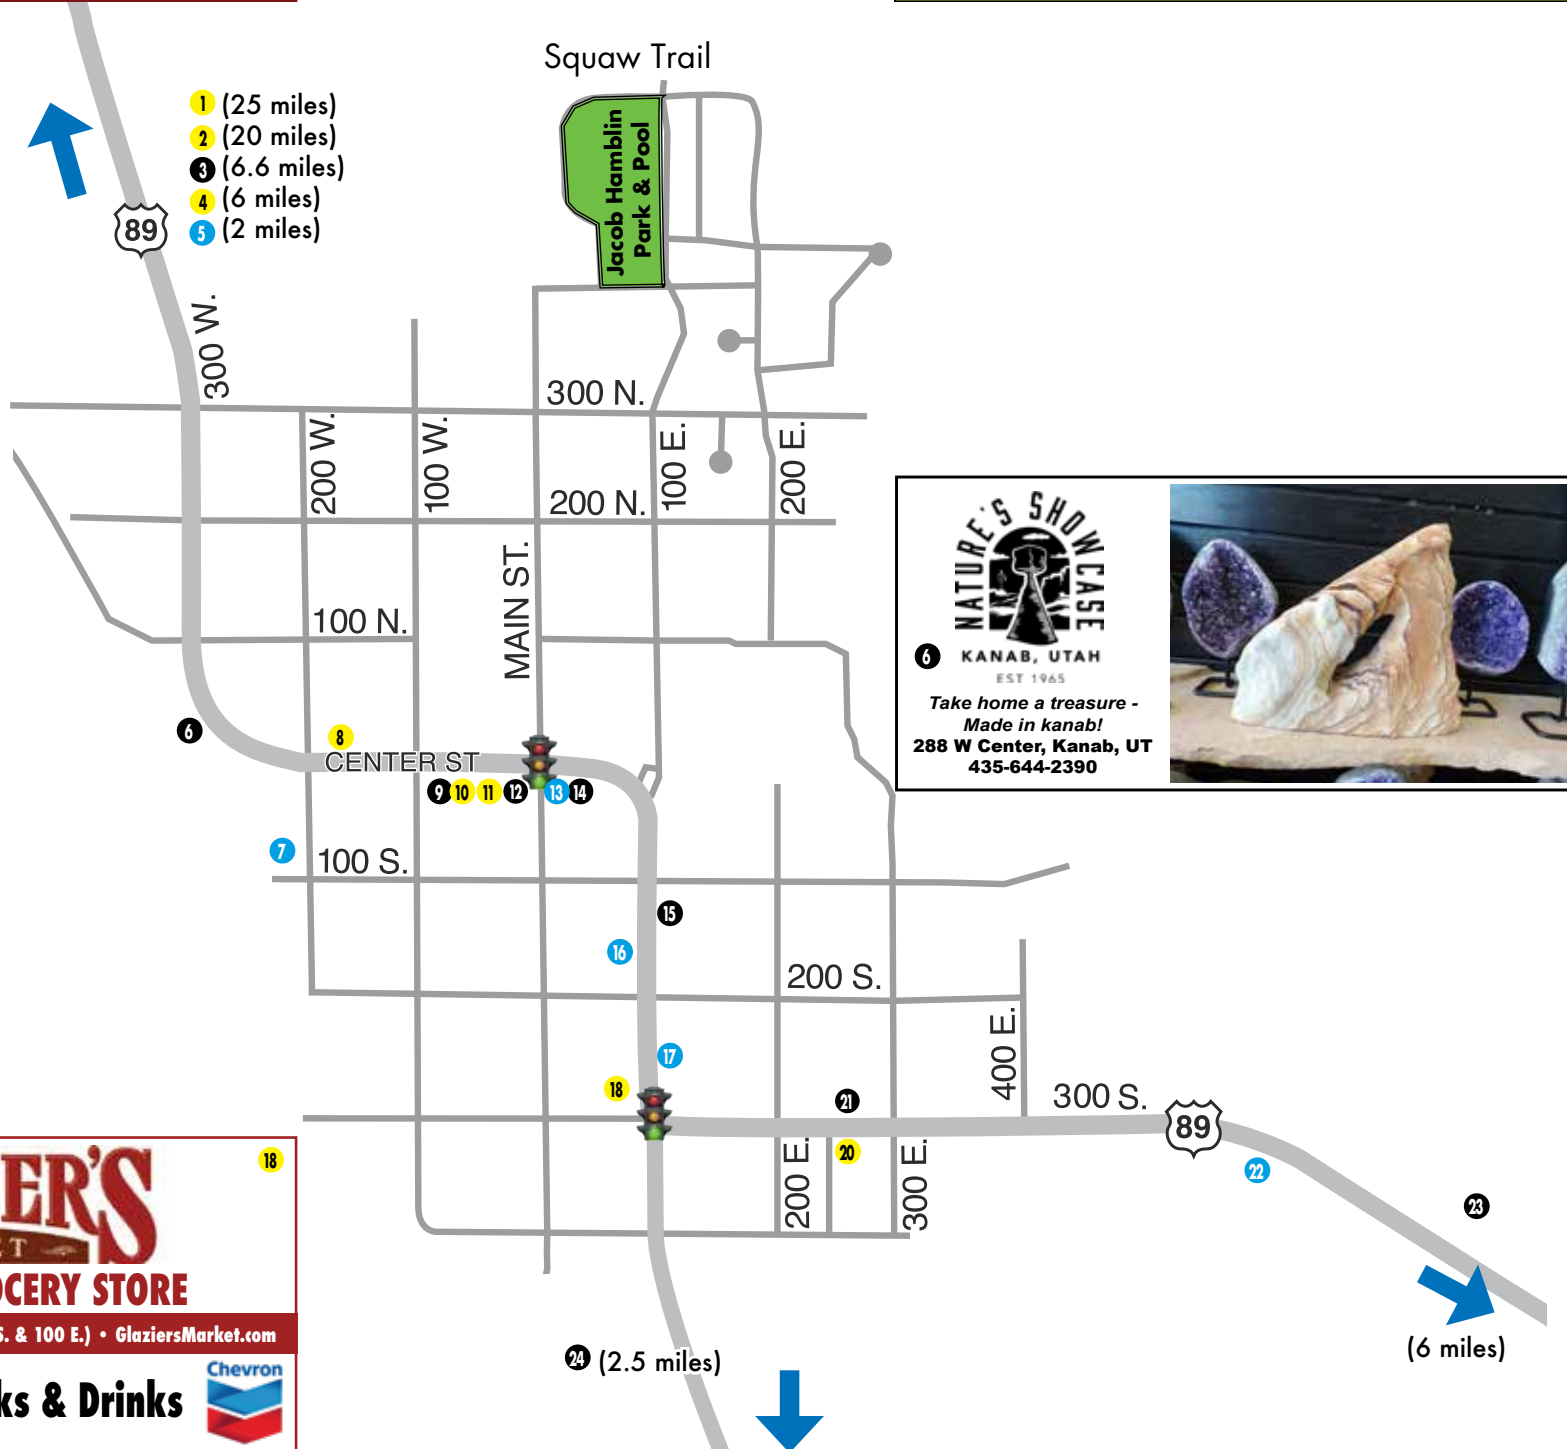 Squaw Trail
1 (25 miles)
2 (20 miles)
3 (6.6 miles)
4 (6 miles)
5 (2 miles)
89
Jacob Hamblin
Park & Pool
300 W.
300 N.
200 W.
100 W.
100 E.
200 E.
200 N.
MAIN ST.
100 N.
6
8
CENTER ST
9 10 11 12 13 14
7
100 S.
15
16
200 S.
17
18
400 E.
21
300 S.
89
20
200 E.
300 E.
22
23
(6 miles)
24 (2.5 miles)
NATURE'S SHOWCASE
6
KANAB, UTAH
EST 1965
Take home a treasure -
Made in kanab!
288 W Center, Kanab, UT
435-644-2390
18
ER'S
ET
OCERY STORE
S. & 100 E.) • GlaziersMarket.com
ks & Drinks
Chevron